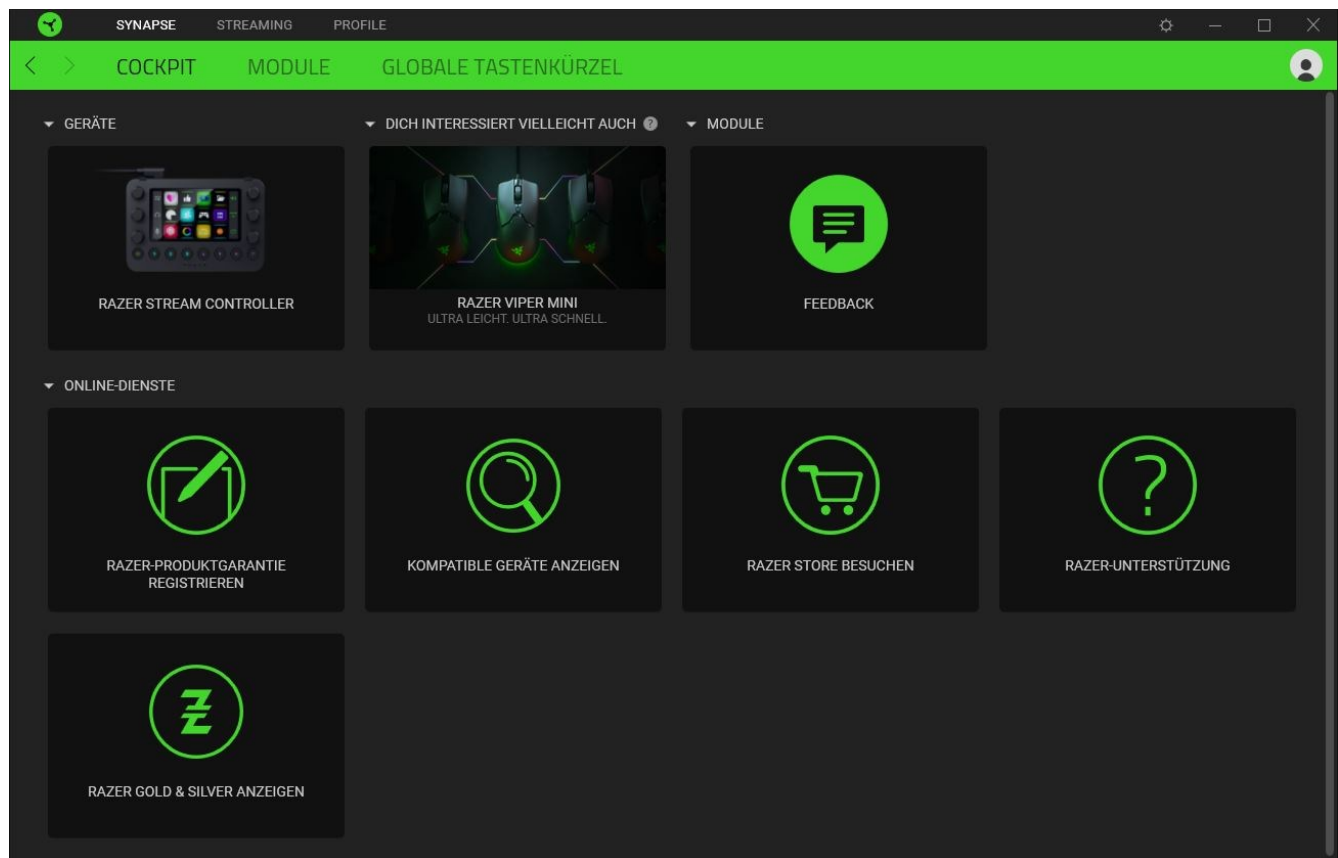 SYNAPSE STREAMING PROFILE
COCKPIT MODULE GLOBALE TASTENKÜRZEL
GERÄTE
DICH INTERESSIERT VIELLEICHT AUCH ?
MODULE
RAZER STREAM CONTROLLER
RAZER VIPER MINI
ULTRA LEICHT. ULTRA SCHNELL.
FEEDBACK
ONLINE-DIENSTE
RAZER-PRODUKTGARANTIE
REGISTRIEREN
KOMPATIBLE GERÄTE ANZEIGEN
RAZER STORE BESUCHEN
?
RAZER-UNTERSTÜTZUNG
RAZER GOLD & SILVER ANZEIGEN